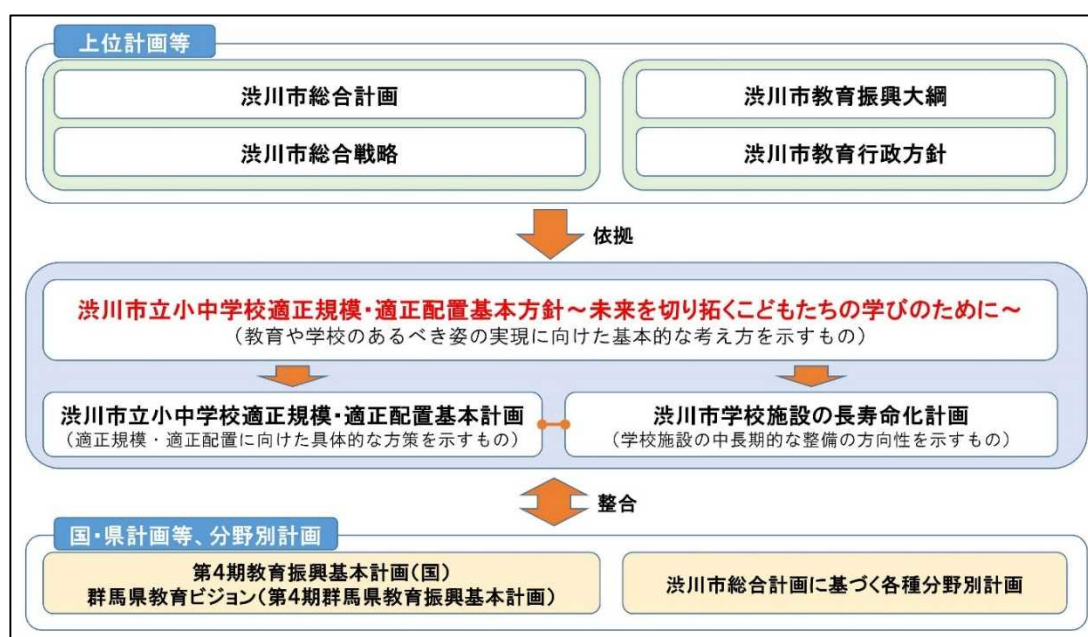 上位計画等
渋川市総合計画
渋川市総合戦略
渋川市教育振興大綱
渋川市教育行政方針
依拠
渋川市立小中学校適正規模・適正配置基本方針～未来を切り拓くこどもたちの学びのために～
(教育や学校のあるべき姿の実現に向けた基本的な考え方を示すもの)
渋川市立小中学校適正規模・適正配置基本計画
(適正規模・適正配置に向けた具体的な方策を示すもの)
渋川市学校施設の長寿命化計画
(学校施設の中長期的な整備の方向性を示すもの)
整合
国・県計画等、分野別計画
第4期教育振興基本計画(国)
群馬県教育ビジョン(第4期群馬県教育振興基本計画)
渋川市総合計画に基づく各種分野別計画